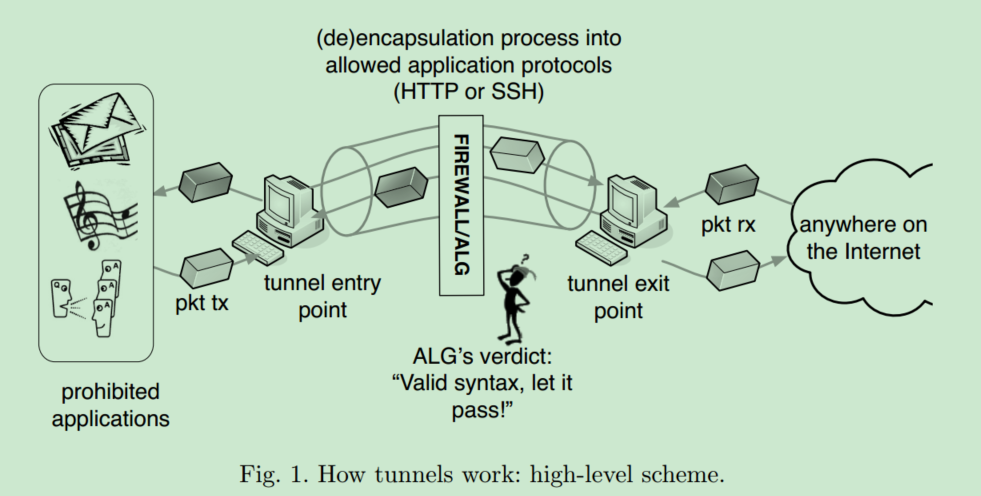 (de)encapsulation process into
allowed application protocols
(HTTP or SSH)
FIREWALL/ALG
pkt tx
tunnel entry
point
?
tunnel exit
point
pkt rx
anywhere on
the Internet
Q
A
A
A
prohibited
applications
ALG's verdict:
“Valid syntax, let it
pass!”
Fig. 1. How tunnels work: high-level scheme.